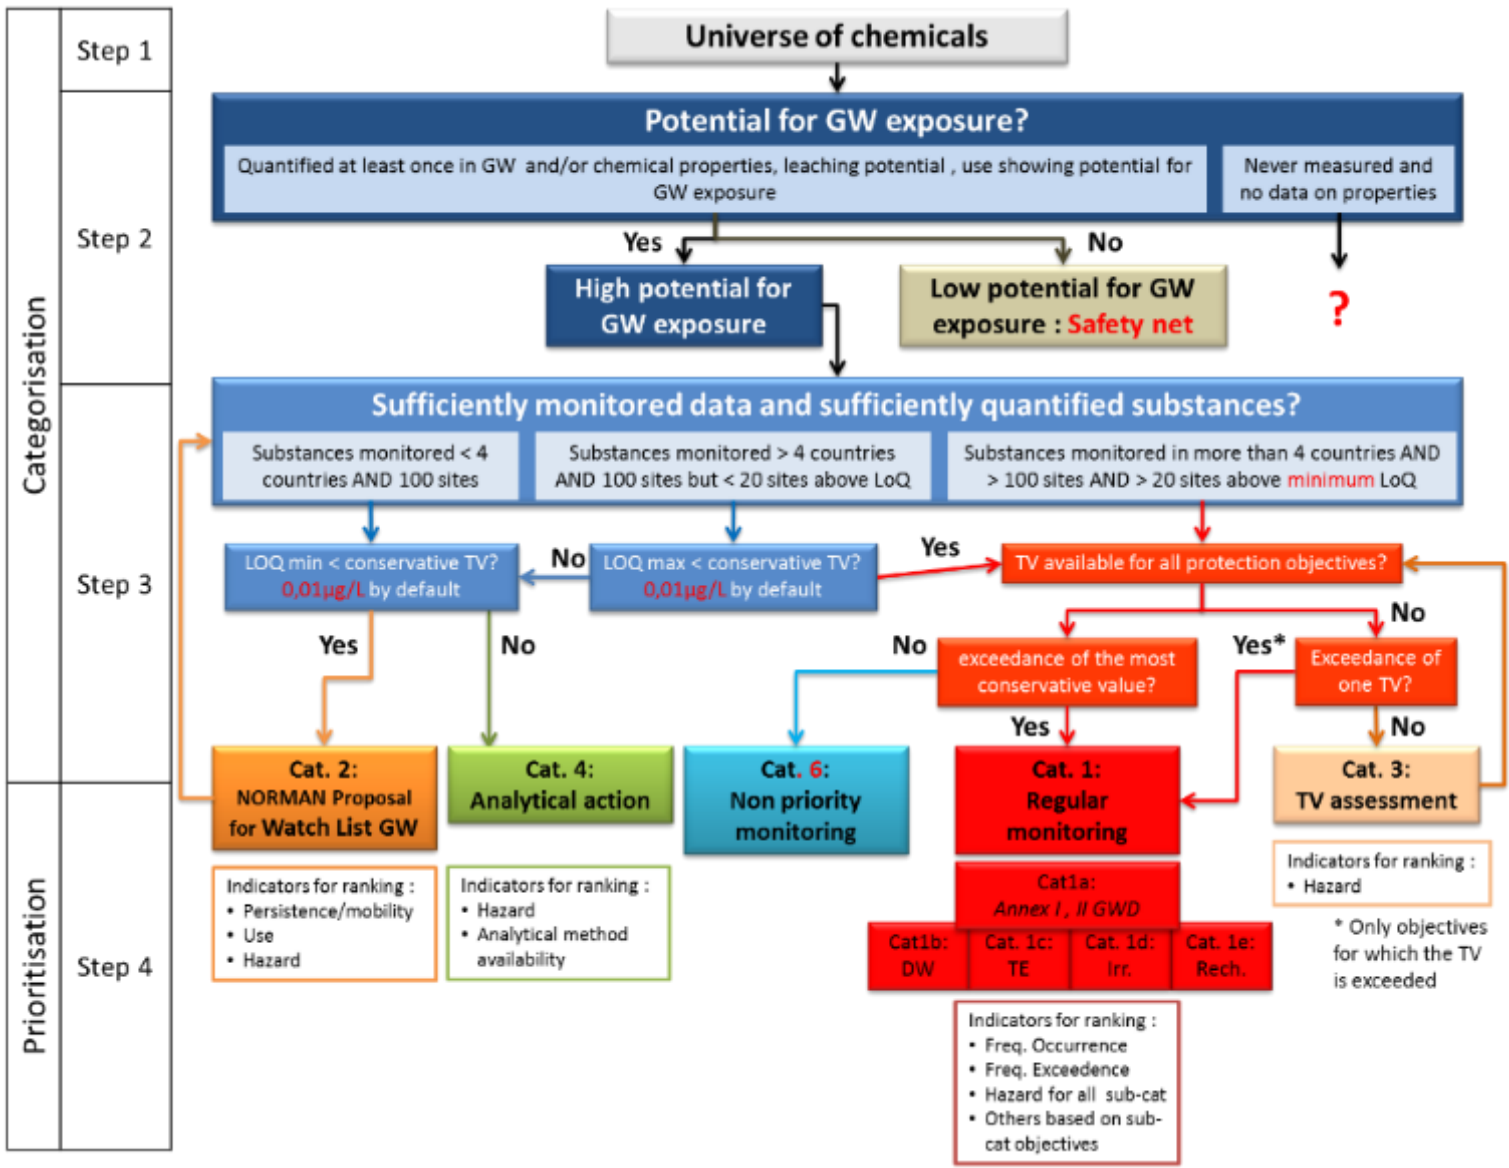 Categorisation
Prioritisation
Step 1
Universe of chemicals
Step 2
Potential for GW exposure?
Quantified at least once in GW and/or chemical properties, leaching potential , use showing potential for
GW exposure
Never measured and
no data on properties
Yes
No
High potential for
GW exposure
Low potential for GW
exposure : Safety net
?
Step 3
Sufficiently monitored data and sufficiently quantified substances?
Substances monitored < 4
countries AND 100 sites
Substances monitored > 4 countries
AND 100 sites but < 20 sites above LoQ
Substances monitored in more than 4 countries AND
> 100 sites AND > 20 sites above minimum LoQ
LOQ min < conservative TV?
0,01µg/L by default
No
LOQ max < conservative TV?
0,01µg/L by default
Yes
TV available for all protection objectives?
Yes
No
No
exceedance of the most
conservative value?
Yes
Yes*
No
Exceedance of
one TV?
No
Cat. 2:
NORMAN Proposal
for Watch List GW
Cat. 4:
Analytical action
Cat. 6:
Non priority
monitoring
Cat. 1:
Regular
monitoring
Cat. 3:
TV assessment
Step 4
Indicators for ranking :
• Persistence/mobility
• Use
• Hazard
Indicators for ranking :
• Hazard
• Analytical method
availability
Cat1a:
Annex I , II GWD
Cat1b:
DW
Cat. 1c:
TE
Cat. 1d:
Irr.
Cat. 1e:
Rech.
Indicators for ranking :
• Freq. Occurrence
• Freq. Exceedence
• Hazard for all sub-cat
• Others based on sub-
cat objectives
Indicators for ranking :
• Hazard
* Only objectives
for which the TV
is exceeded